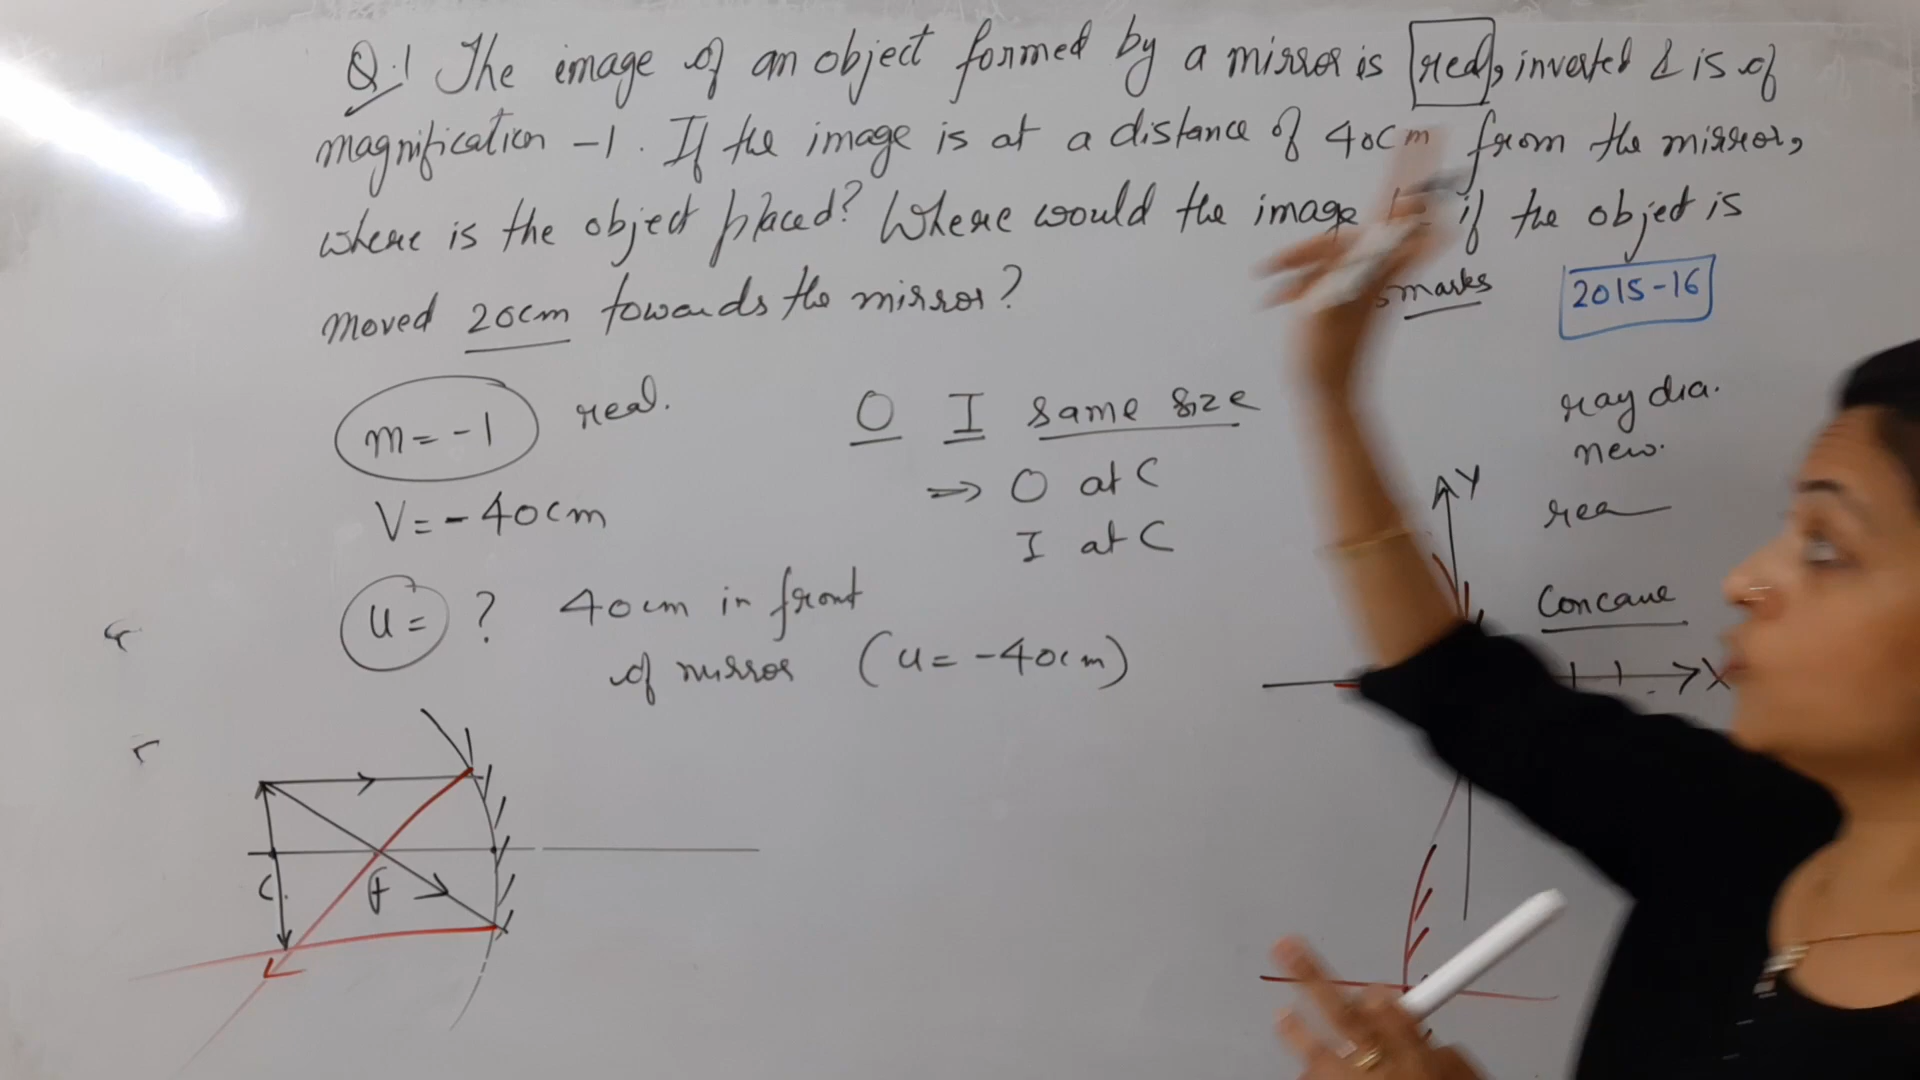 Q.1 The image of an object formed by a mirror is real, inverted & is of
magnification -1. If the image is at a distance of 40cm from the mirror,
where is the object placed? Where would the image if the object is
moved 20cm towards the mirror?
marks
2015-16
m = -1 real.
V = -40cm
u = ? 40cm in front
of mirror (u = -40cm)
O I same size
⇒ O at C
I at C
ray dia.
new.
rea
Concave
Y
X
C
F